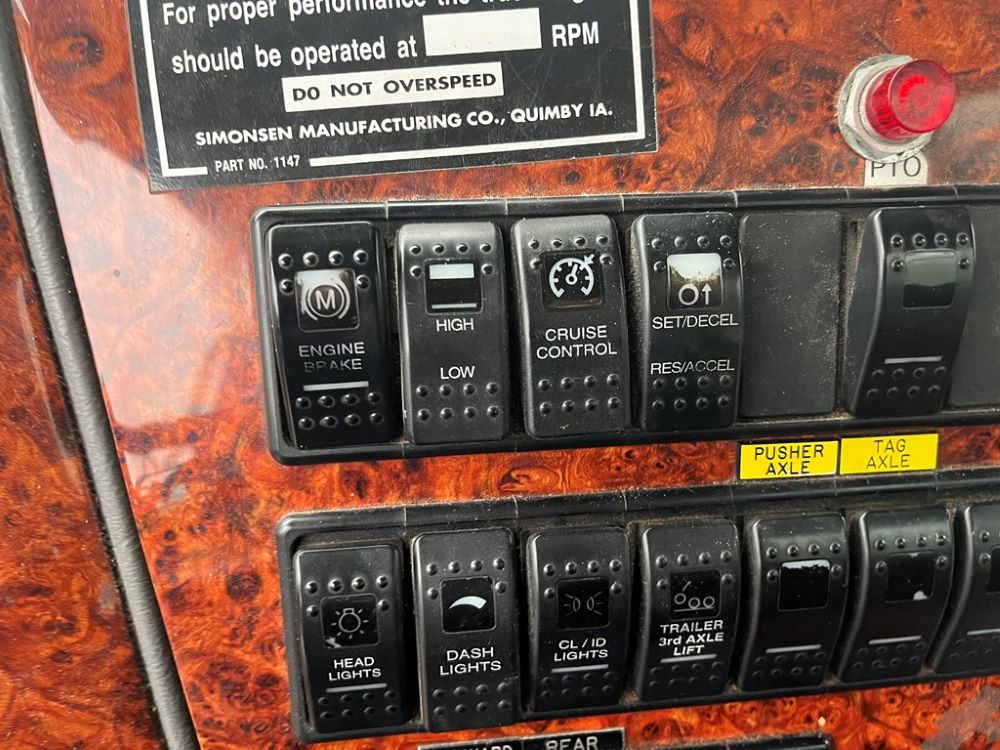 For proper performance the
should be operated at RPM
DO NOT OVERSPEED
SIMONSEN MANUFACTURING CO., QUIMBY IA.
PART NO. 1147
PTO
M
ENGINE
BRAKE
HIGH
LOW
CRUISE
CONTROL
SET/DECEL
RES/ACCEL
PUSHER
AXLE
TAG
AXLE
HEAD
LIGHTS
DASH
LIGHTS
CL / ID
LIGHTS
TRAILER
3rd AXLE
LIFT
REAR